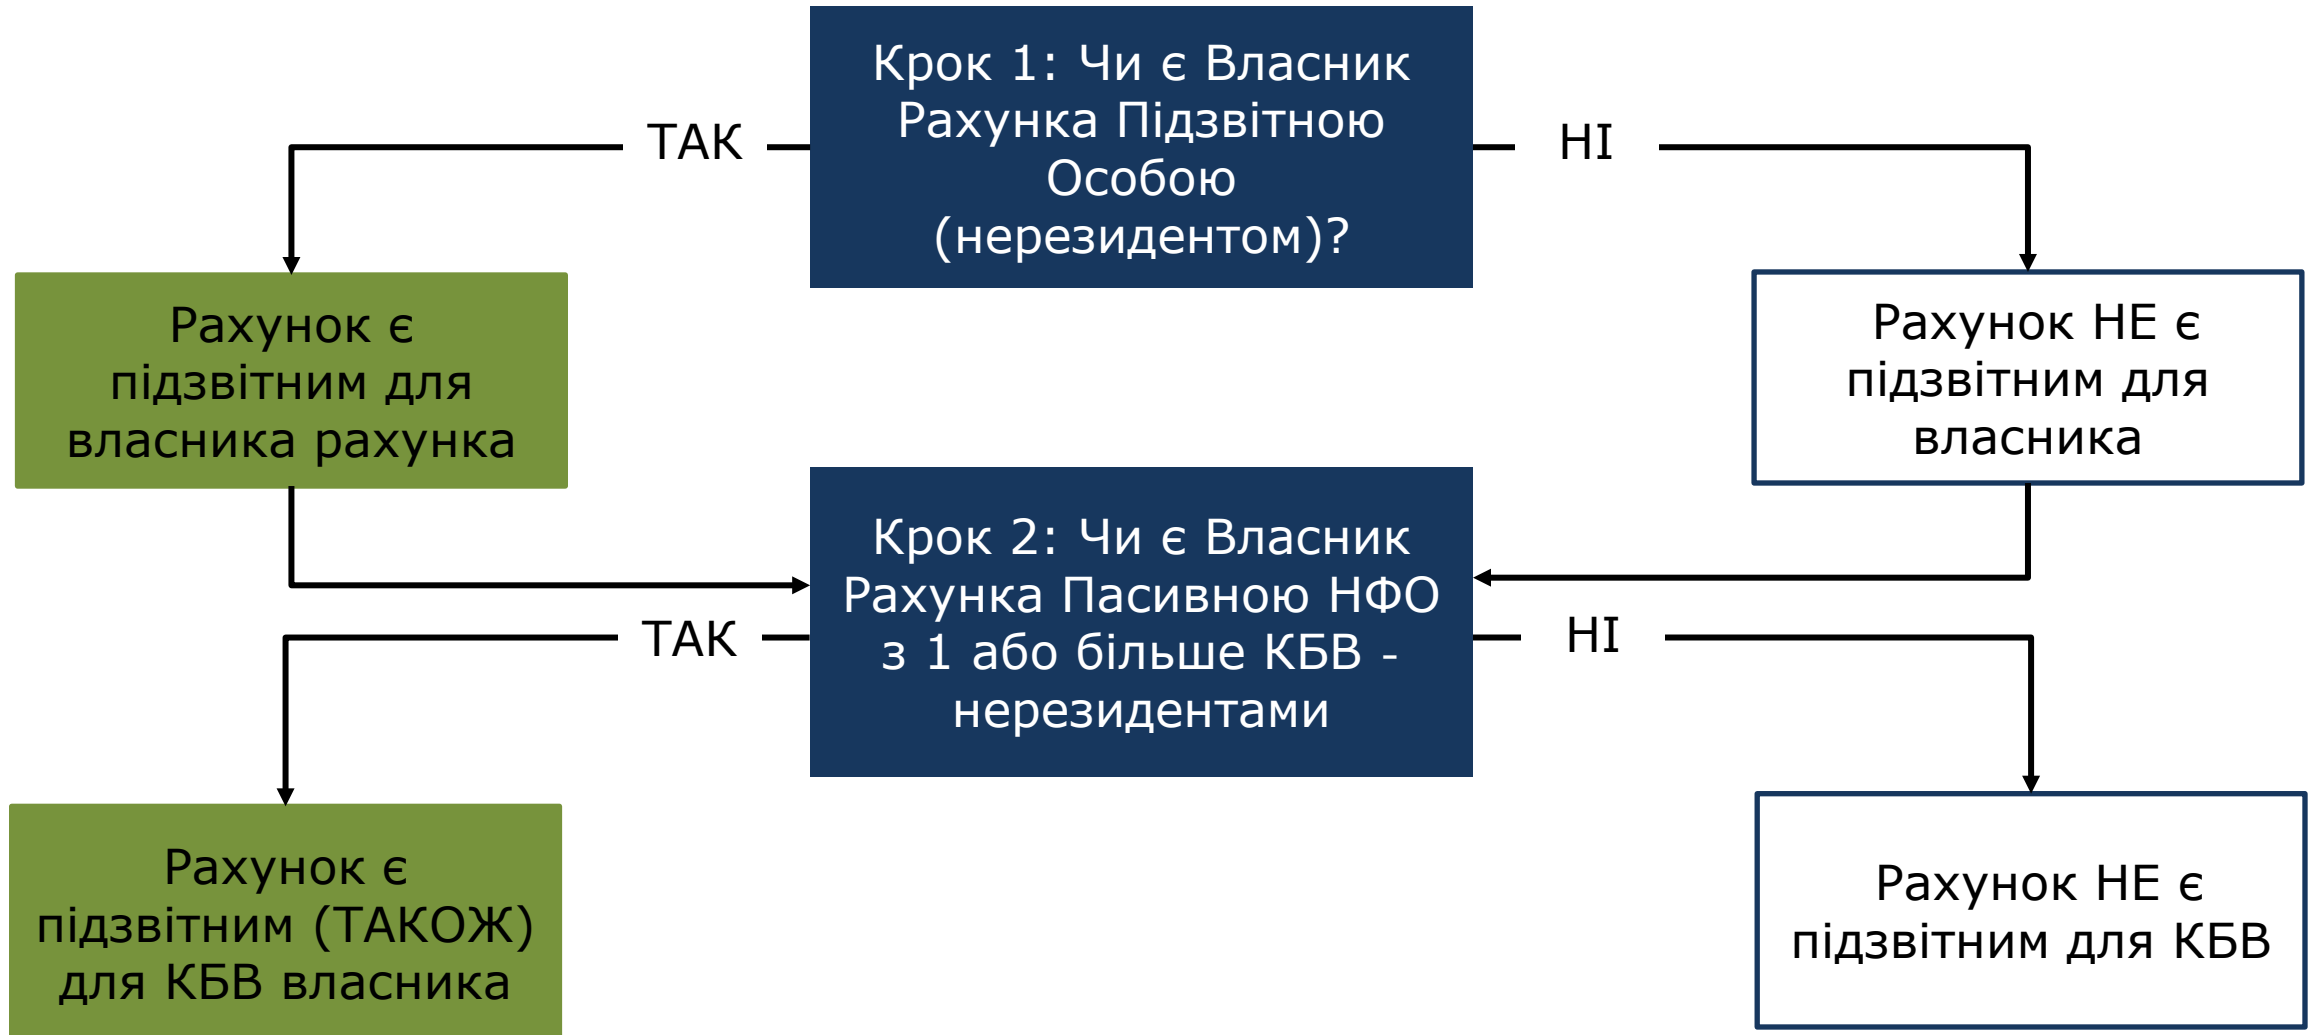 Крок 1: Чи є Власник
Рахунка Підзвітною
Особою
(нерезидентом)?
ТАК
НІ
Рахунок є
підзвітним для
власника рахунка
Рахунок НЕ є
підзвітним для
власника
Крок 2: Чи є Власник
Рахунка Пасивною НФО
з 1 або більше КБВ -
нерезидентами
ТАК
НІ
Рахунок є
підзвітним (ТАКОЖ)
для КБВ власника
Рахунок НЕ є
підзвітним для КБВ